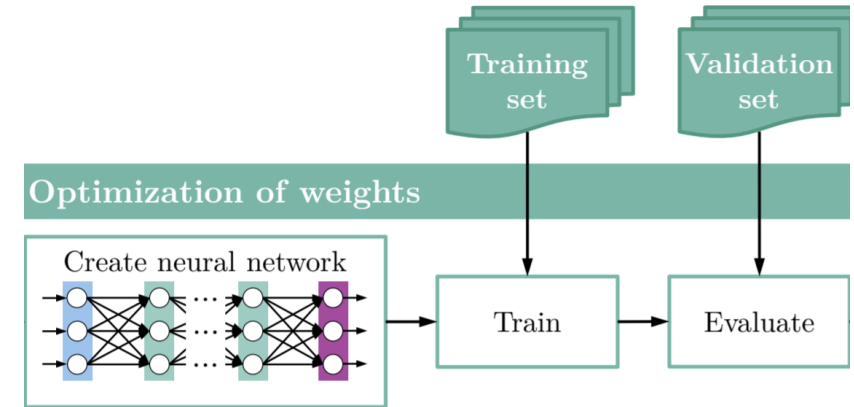 Training
set
Validation
set
Optimization of weights
Create neural network
...
...
...
Train
Evaluate